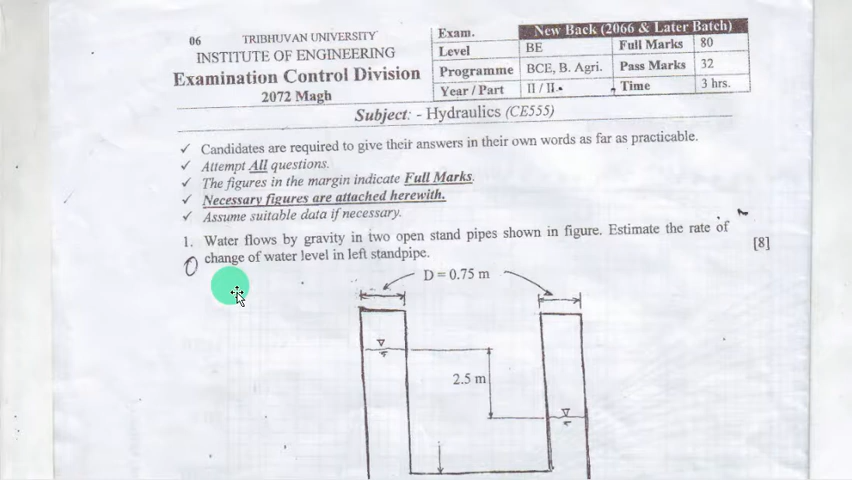 06 TRIBHUVAN UNIVERSITY
INSTITUTE OF ENGINEERING
Examination Control Division
2072 Magh
Exam. New Back (2066 & Later Batch)
Level BE Full Marks 80
Programme BCE, B. Agri. Pass Marks 32
Year / Part II / II Time 3 hrs.
Subject: - Hydraulics (CE555)
✓ Candidates are required to give their answers in their own words as far as practicable.
✓ Attempt All questions.
✓ The figures in the margin indicate Full Marks.
✓ Necessary figures are attached herewith.
✓ Assume suitable data if necessary.
1. Water flows by gravity in two open stand pipes shown in figure. Estimate the rate of
change of water level in left standpipe. [8]
D = 0.75 m
2.5 m